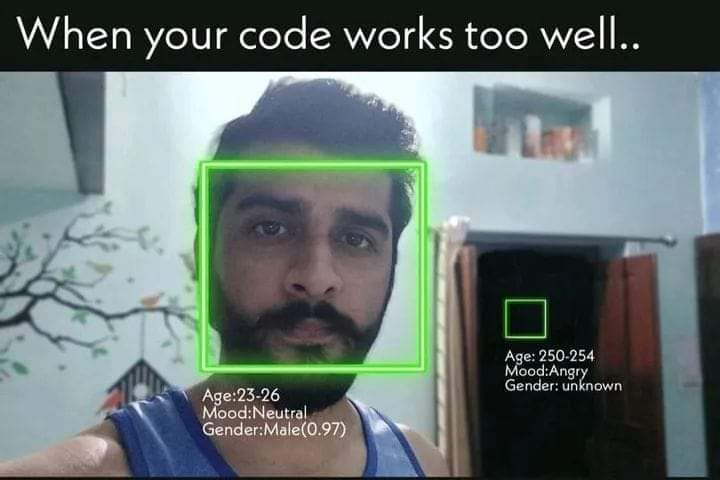 When your code works too well..
Age:23-26
Mood:Neutral
Gender:Male(0.97)
Age: 250-254
Mood:Angry
Gender: unknown